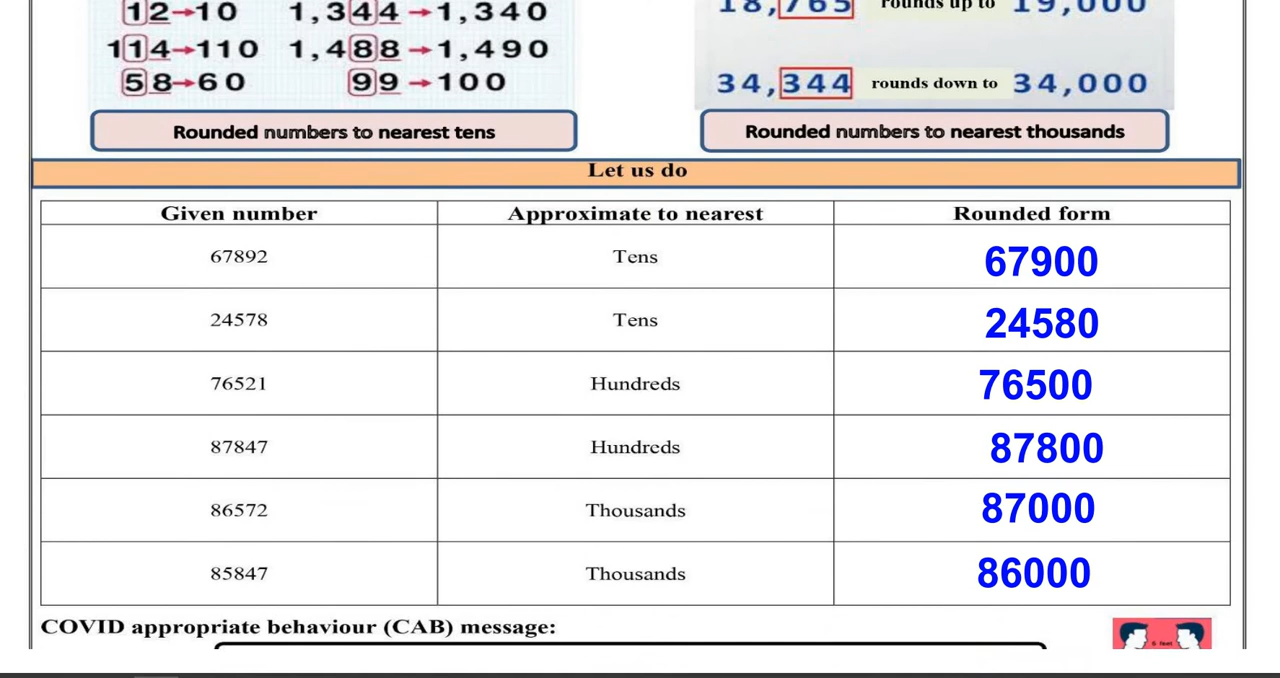 12→10 1,344→1,340
18,765 rounds up to 19,000
114→110 1,488→1,490
58→60 99→100
34,344 rounds down to 34,000
Rounded numbers to nearest tens
Rounded numbers to nearest thousands
Let us do
Given number Approximate to nearest Rounded form
67892 Tens 67900
24578 Tens 24580
76521 Hundreds 76500
87847 Hundreds 87800
86572 Thousands 87000
85847 Thousands 86000
COVID appropriate behaviour (CAB) message: